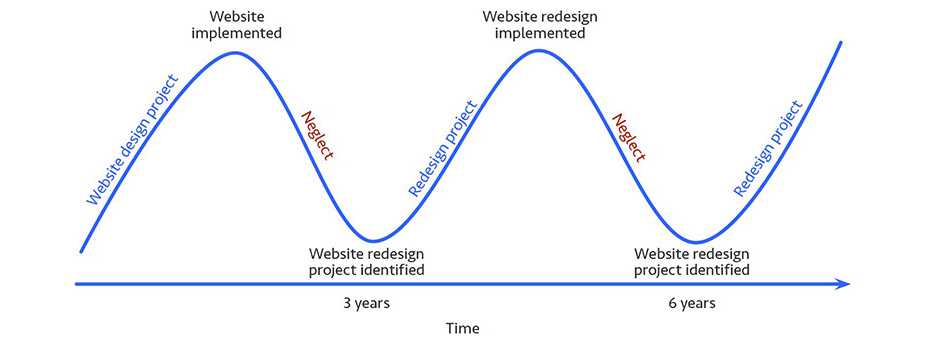 Website
implemented
Website redesign
implemented
Website design project
Neglect
Redesign project
Neglect
Redesign project
Website redesign
project identified
Website redesign
project identified
3 years
6 years
Time